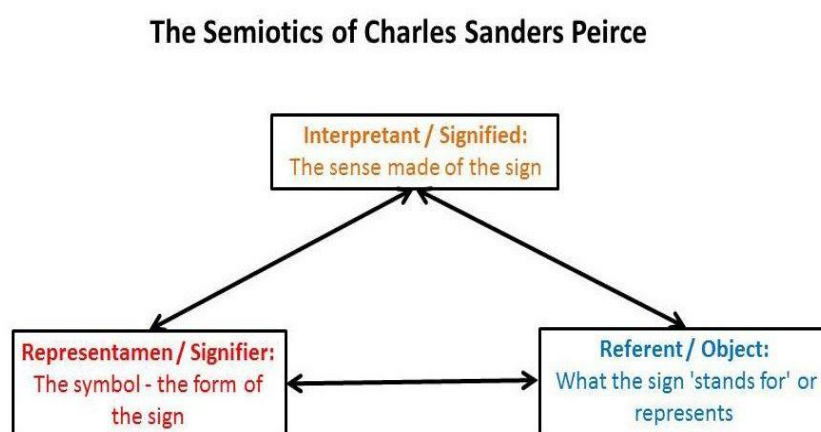 The Semiotics of Charles Sanders Peirce
Interpretant / Signified:
The sense made of the sign
Representamen / Signifier:
The symbol - the form of
the sign
Referent / Object:
What the sign 'stands for' or
represents